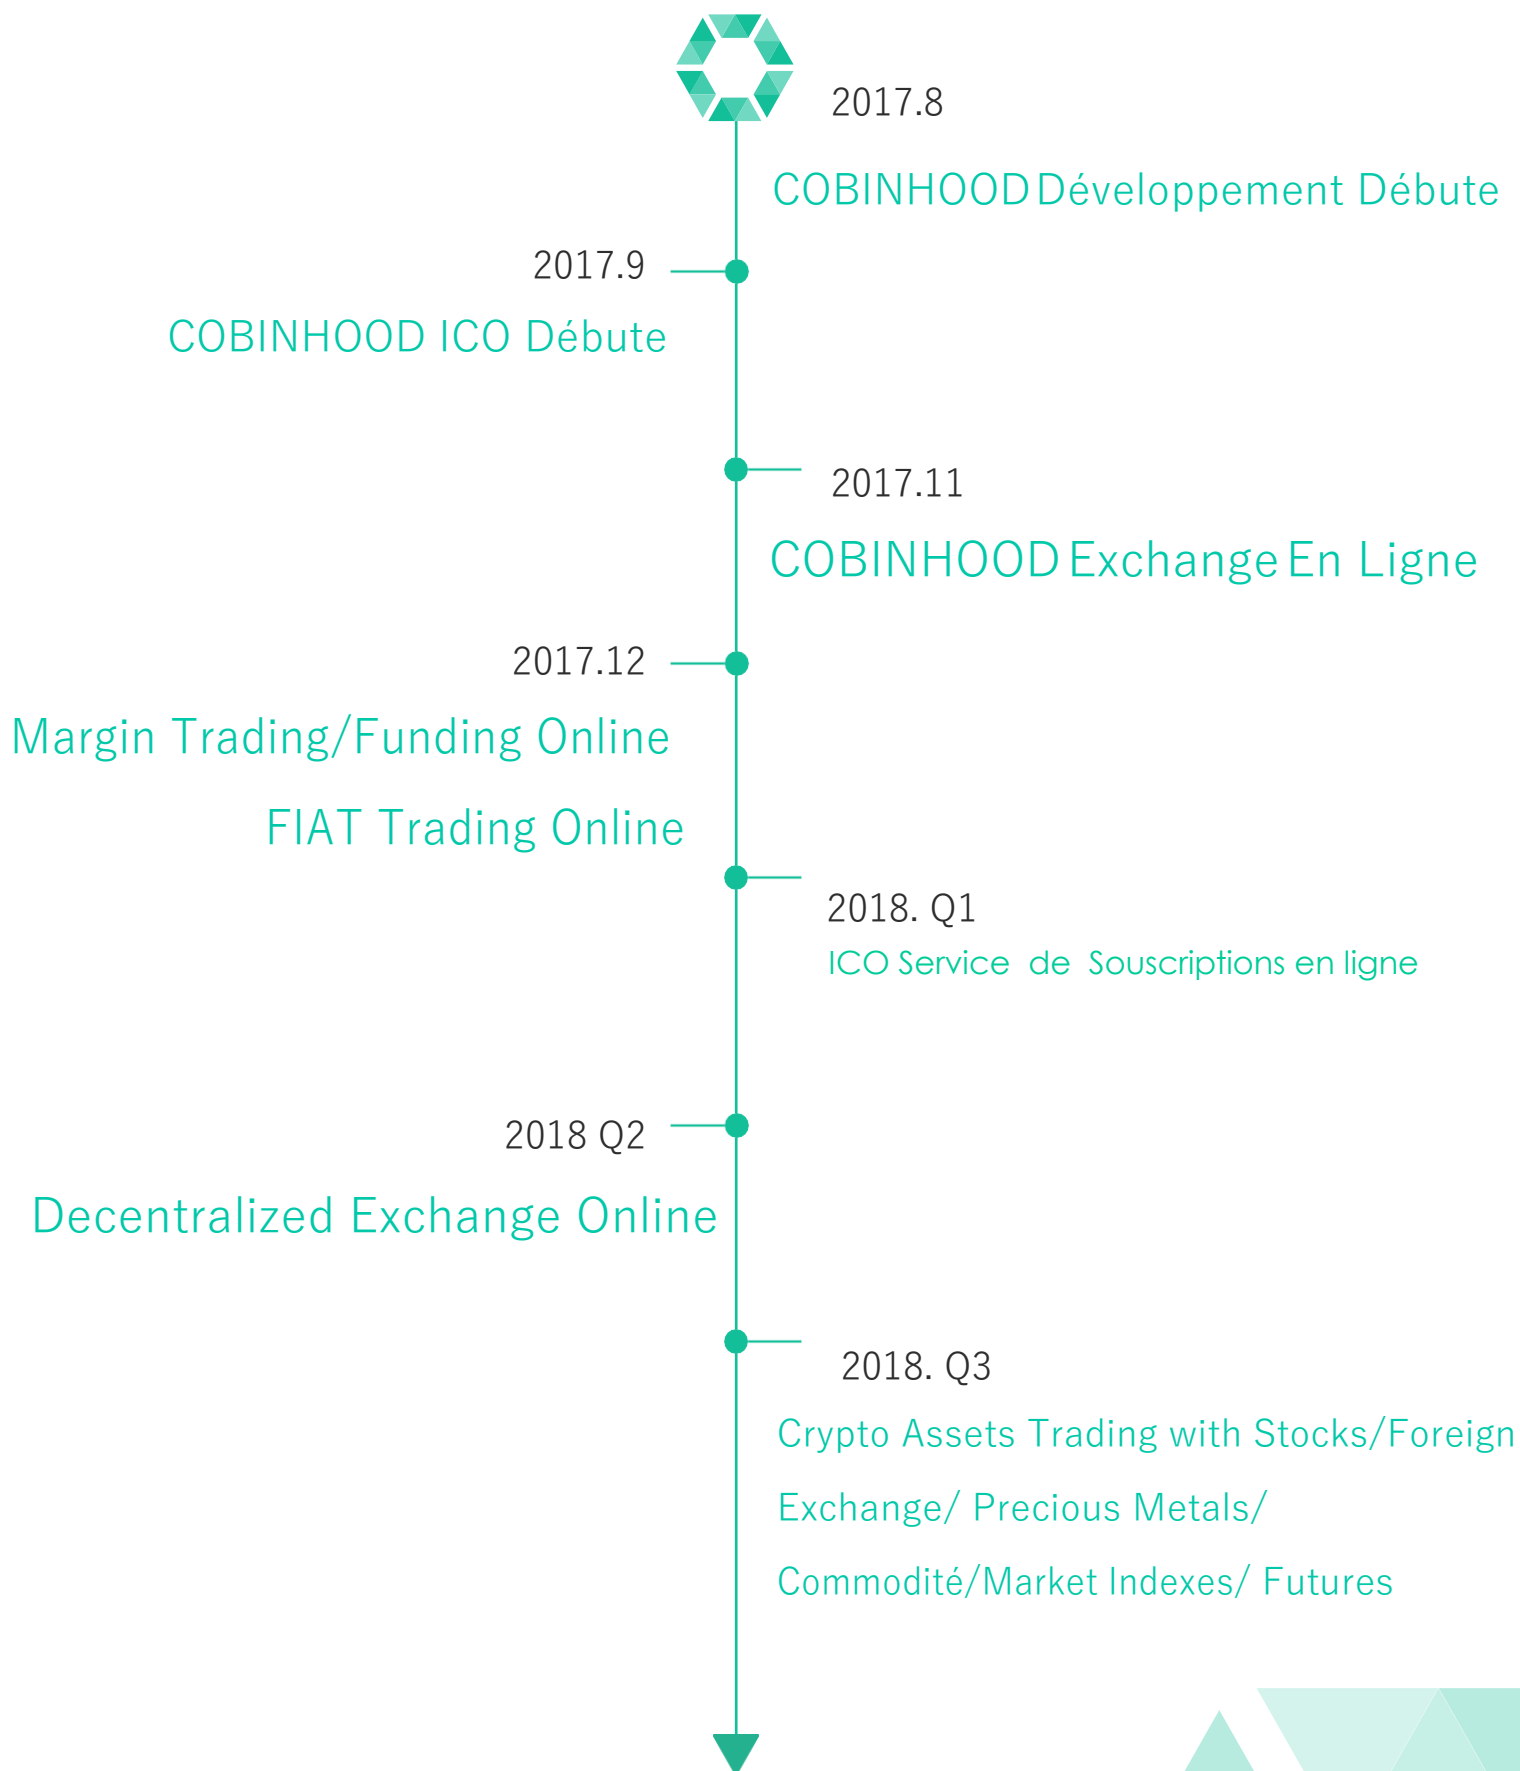 2017.8
COBINHOOD Développement Débute
2017.9
COBINHOOD ICO Débute
2017.11
COBINHOOD Exchange En Ligne
2017.12
Margin Trading/Funding Online
FIAT Trading Online
2018. Q1
ICO Service de Souscriptions en ligne
2018 Q2
Decentralized Exchange Online
2018. Q3
Crypto Assets Trading with Stocks/Foreign
Exchange/ Precious Metals/
Commodité/Market Indexes/ Futures